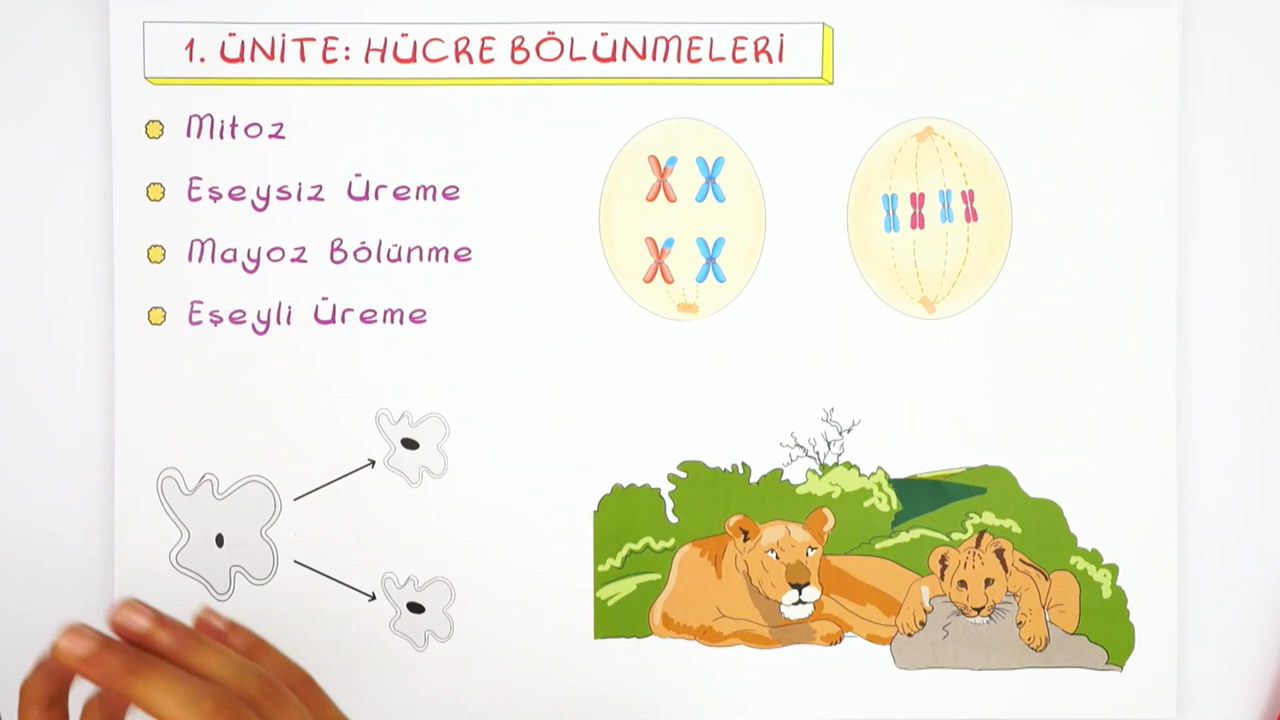 1. ÜNİTE: HÜCRE BÖLÜNMELERİ
Mitoz
Eşeysiz Üreme
Mayoz Bölünme
Eşeyli Üreme